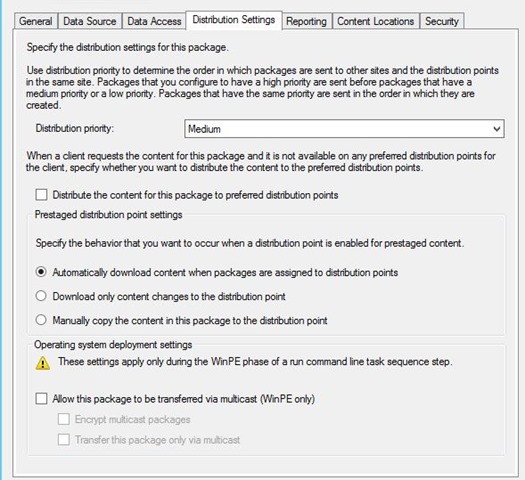 General
Data Source
Data Access
Distribution Settings
Reporting
Content Locations
Security
Specify the distribution settings for this package.
Use distribution priority to determine the order in which packages are sent to other sites and the distribution points
in the same site. Packages that you configure to have a high priority are sent before packages that have a
medium priority or a low priority. Packages that have the same priority are sent in the order in which they are
created.
Distribution priority:
Medium
When a client requests the content for this package and it is not available on any preferred distribution points for
the client, specify whether you want to distribute the content to the preferred distribution points.
Distribute the content for this package to preferred distribution points
Prestaged distribution point settings
Specify the behavior that you want to occur when a distribution point is enabled for prestaged content.
Automatically download content when packages are assigned to distribution points
Download only content changes to the distribution point
Manually copy the content in this package to the distribution point
Operating system deployment settings
These settings apply only during the WinPE phase of a run command line task sequence step.
Allow this package to be transferred via multicast (WinPE only)
Encrypt multicast packages
Transfer this package only via multicast